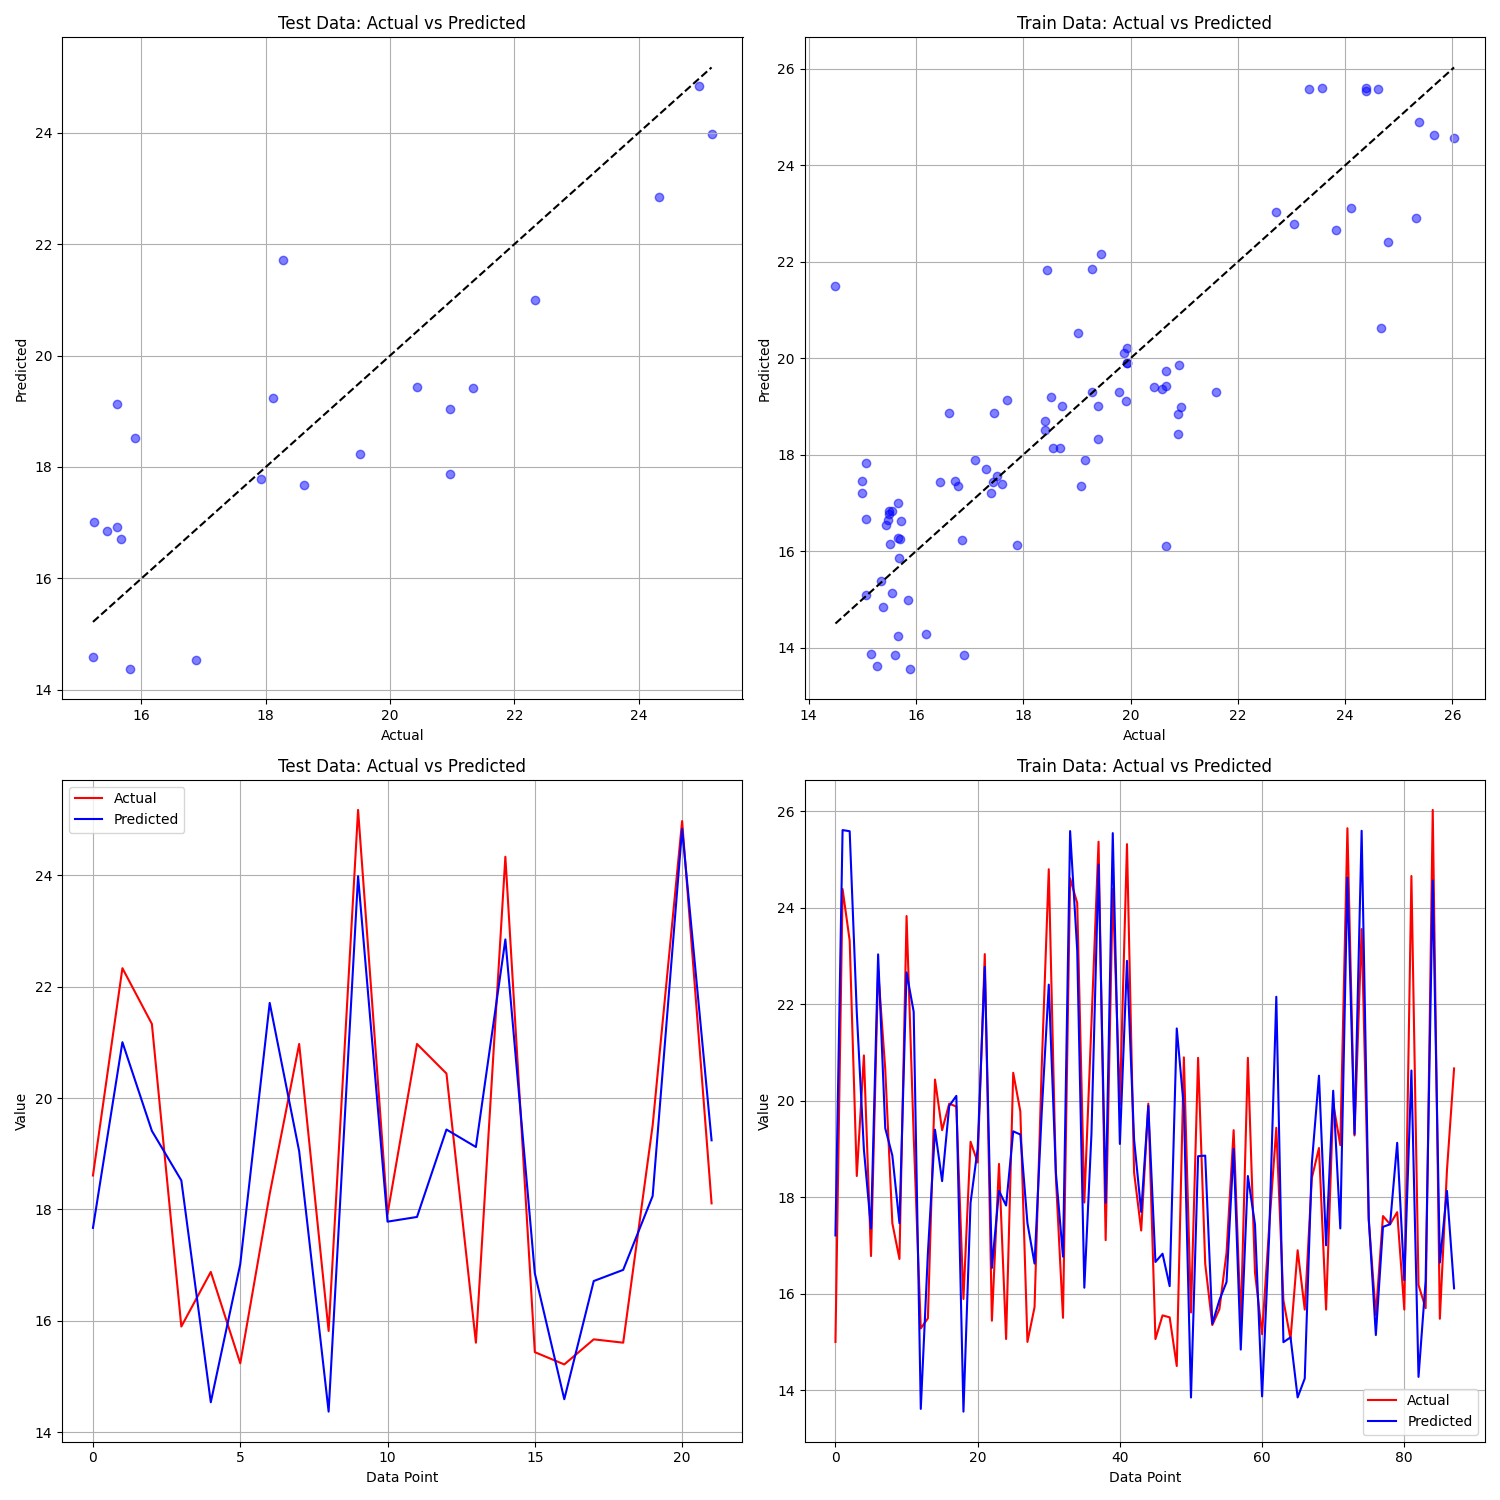 Test Data: Actual vs Predicted
Predicted
24
22
20
18
16
14
16 18 20 22 24
Actual
Train Data: Actual vs Predicted
Predicted
26
24
22
20
18
16
14
14 16 18 20 22 24 26
Actual
Test Data: Actual vs Predicted
Actual
Predicted
Value
24
22
20
18
16
14
0 5 10 15 20
Data Point
Train Data: Actual vs Predicted
Value
26
24
22
20
18
16
14
Actual
Predicted
0 20 40 60 80
Data Point